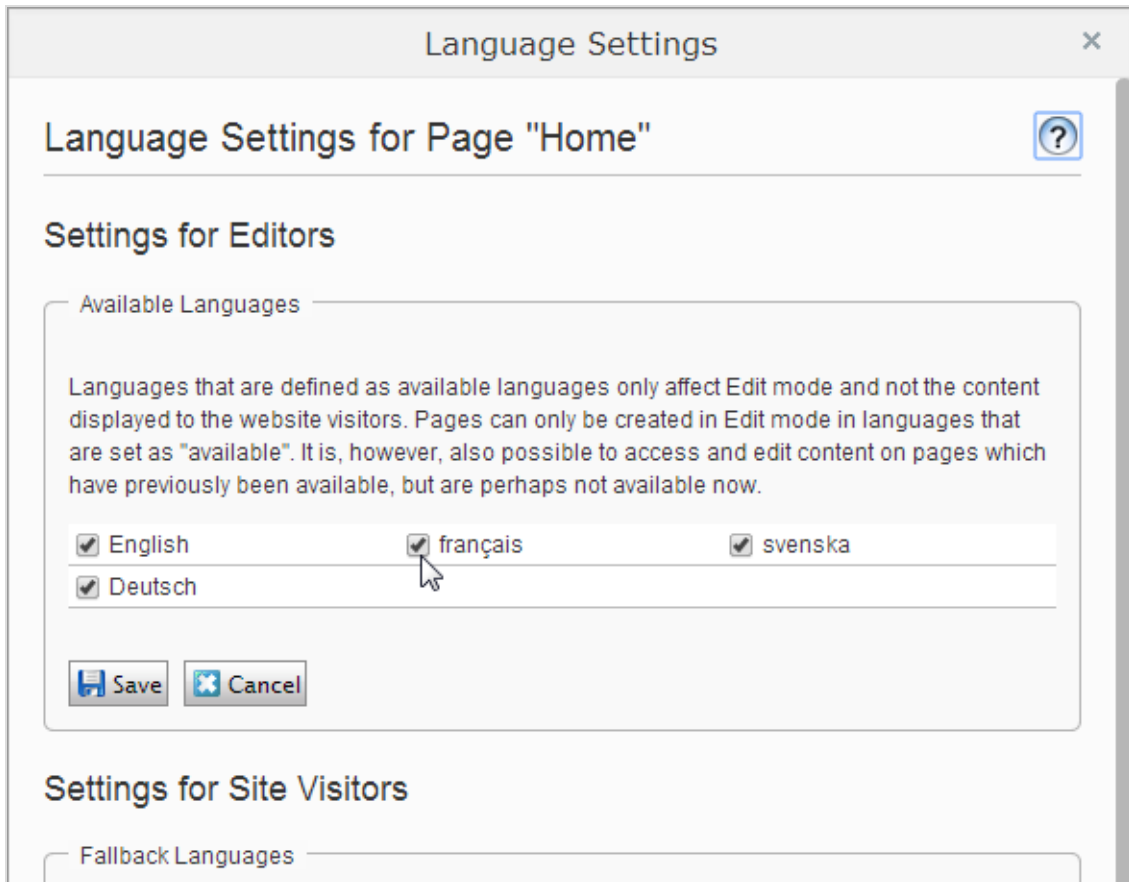 Language Settings
Language Settings for Page "Home"
Settings for Editors
Available Languages
Languages that are defined as available languages only affect Edit mode and not the content
displayed to the website visitors. Pages can only be created in Edit mode in languages that
are set as "available". It is, however, also possible to access and edit content on pages which
have previously been available, but are perhaps not available now.
English français svenska
Deutsch
Save Cancel
Settings for Site Visitors
Fallback Languages